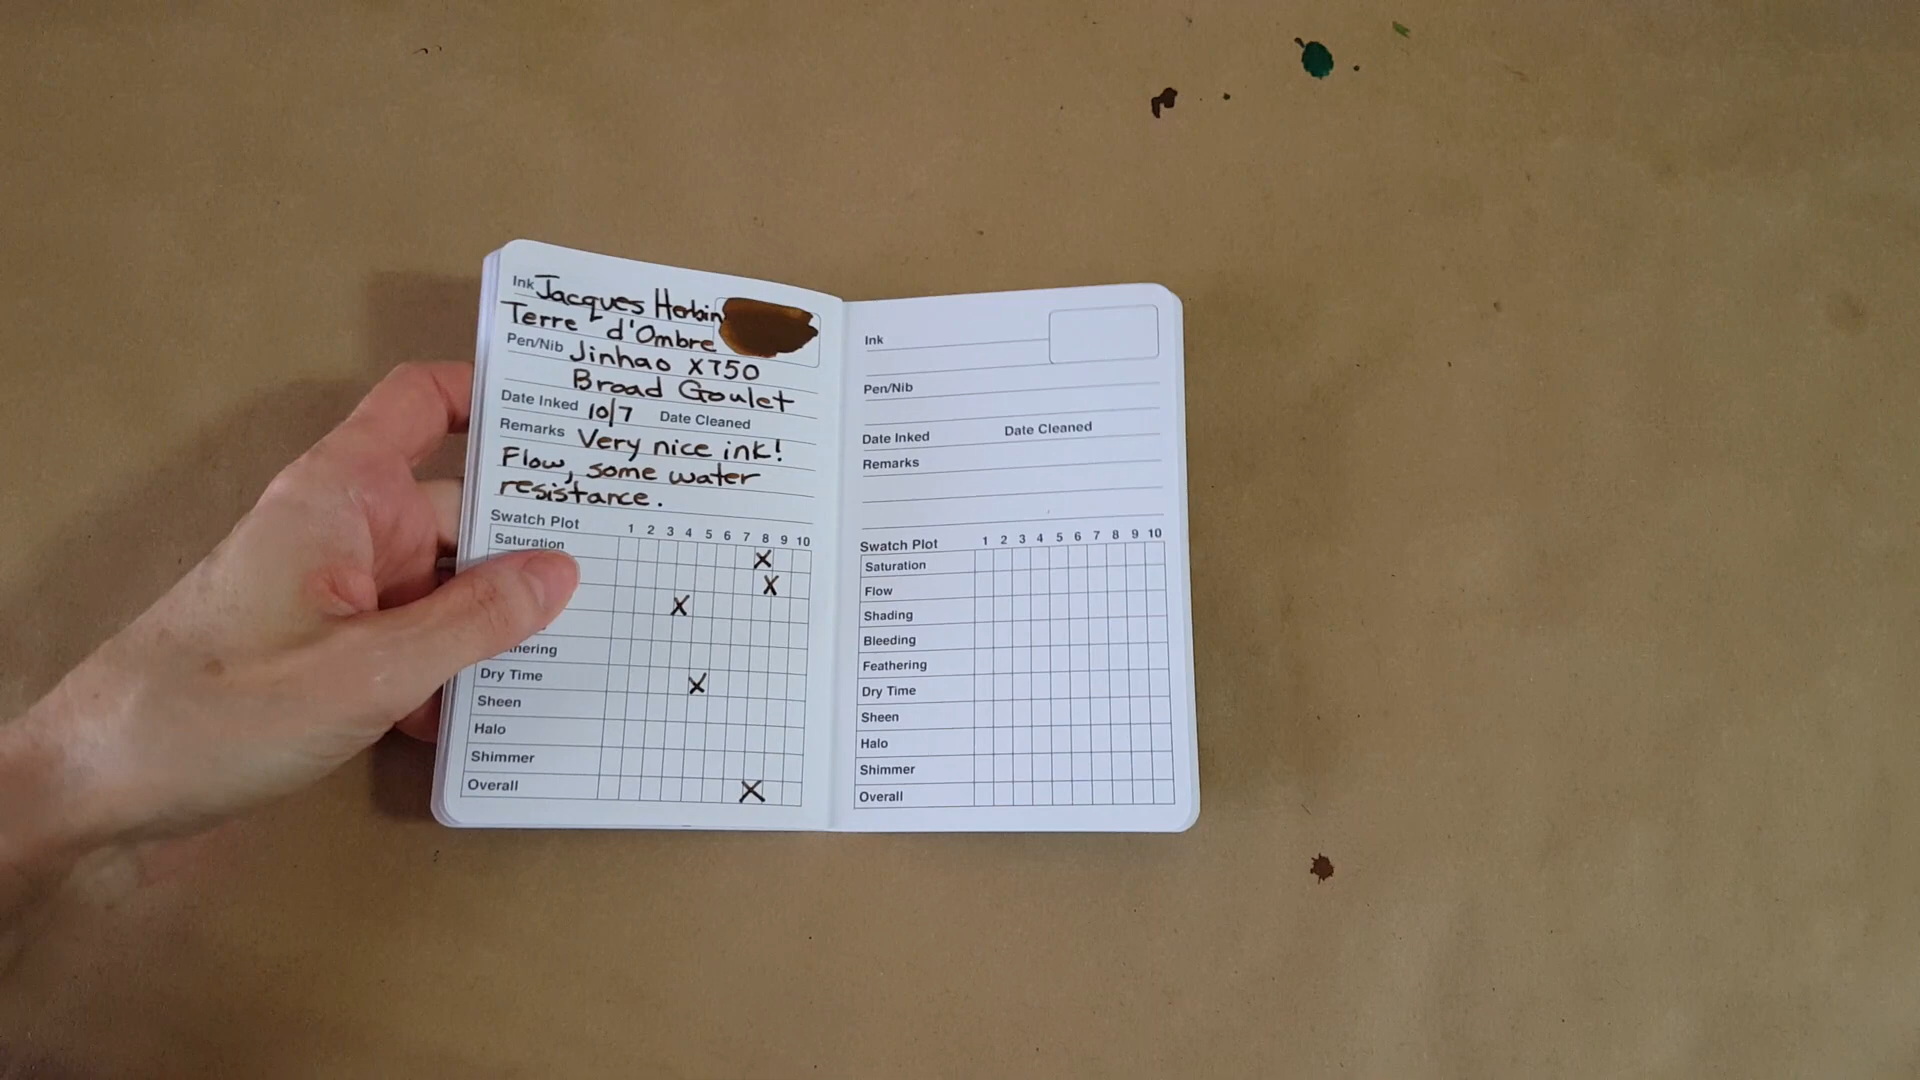 Ink Jacques Herbin
Terre d'Ombre
Pen/Nib Jinhao X750
Broad Goulet
Date Inked 10/7 Date Cleaned
Remarks Very nice ink!
Flow, some water
resistance.
Swatch Plot 1 2 3 4 5 6 7 8 9 10
Saturation X
X
X
thering
Dry Time X
Sheen
Halo
Shimmer
Overall X
Ink
Pen/Nib
Date Inked Date Cleaned
Remarks
Swatch Plot 1 2 3 4 5 6 7 8 9 10
Saturation
Flow
Shading
Bleeding
Feathering
Dry Time
Sheen
Halo
Shimmer
Overall